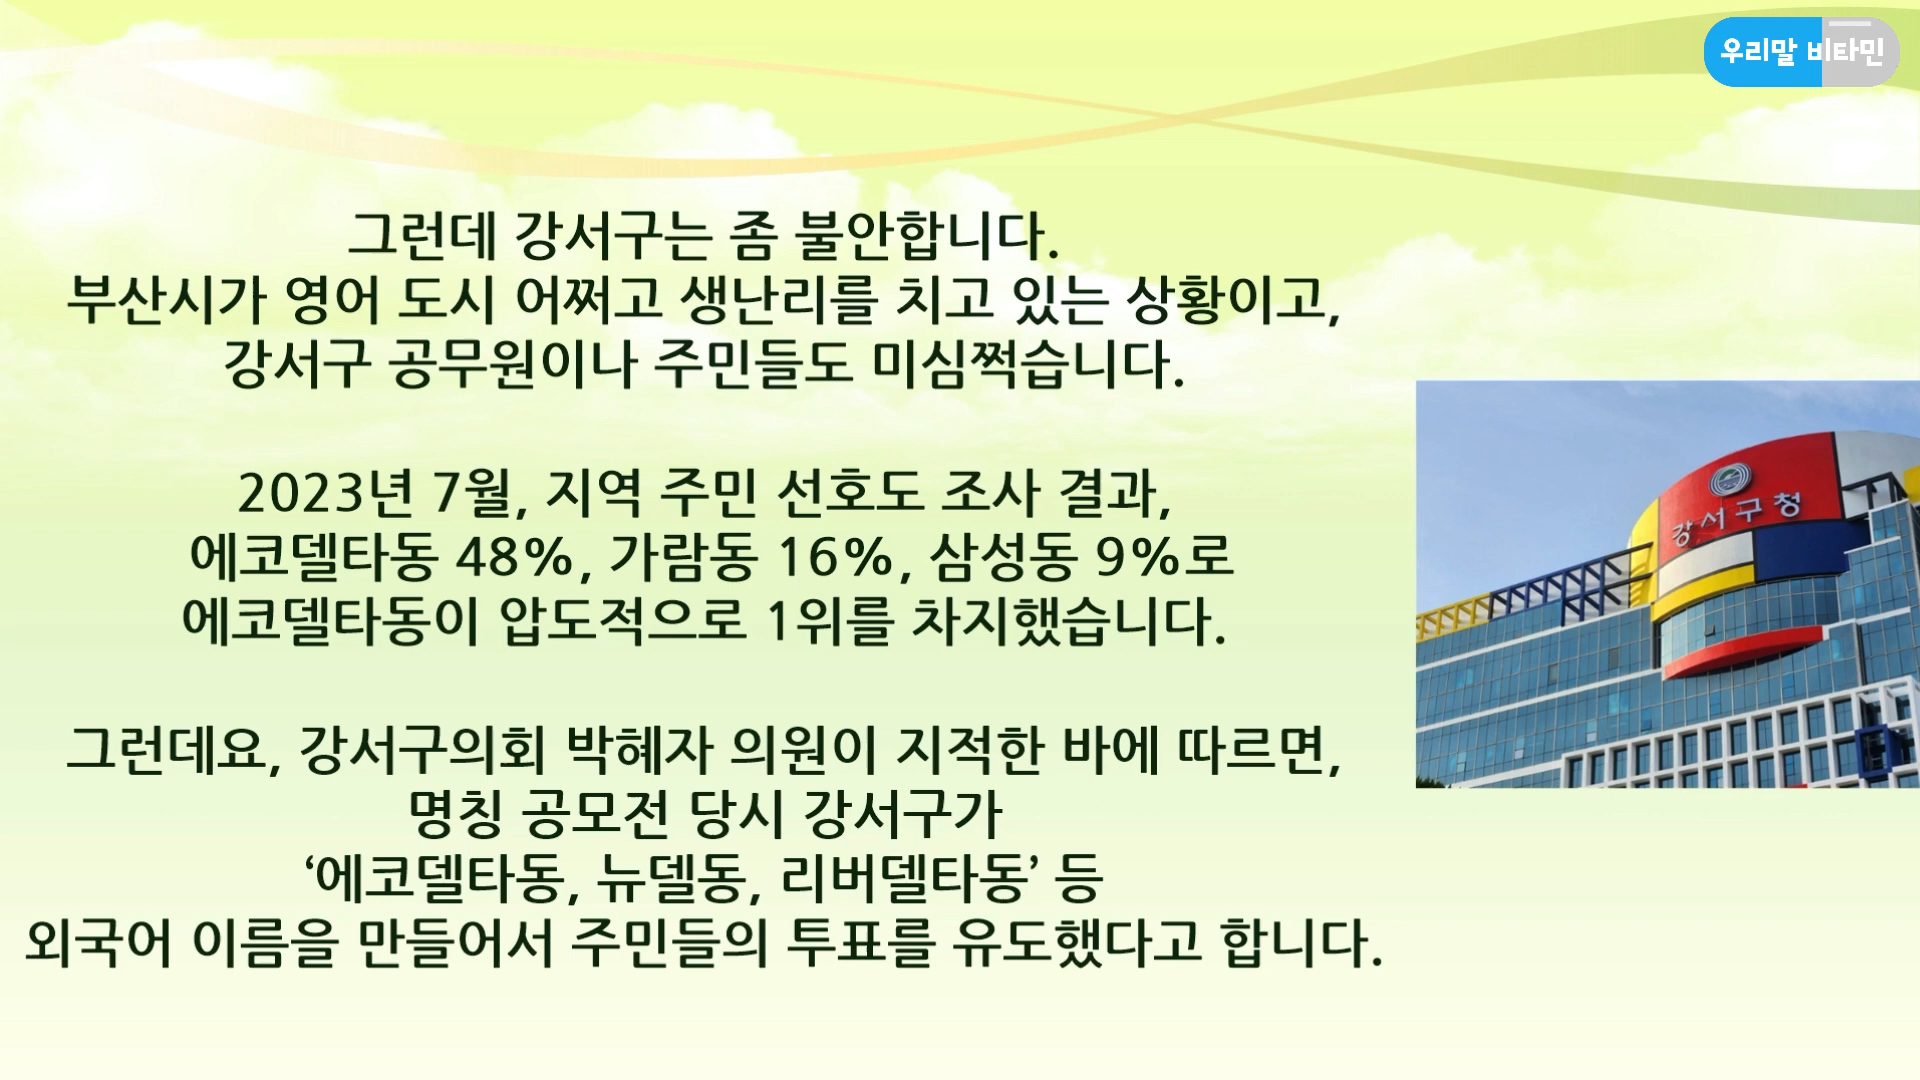 우리말 비타민
그런데 강서구는 좀 불안합니다.
부산시가 영어 도시 어쩌고 생난리를 치고 있는 상황이고,
강서구 공무원이나 주민들도 미심쩍습니다.
2023년 7월, 지역 주민 선호도 조사 결과,
에코델타동 48%, 가람동 16%, 삼성동 9%로
에코델타동이 압도적으로 1위를 차지했습니다.
강서구청
그런데요, 강서구의회 박혜자 의원이 지적한 바에 따르면,
명칭 공모전 당시 강서구가
‘에코델타동, 뉴델동, 리버델타동’ 등
외국어 이름을 만들어서 주민들의 투표를 유도했다고 합니다.